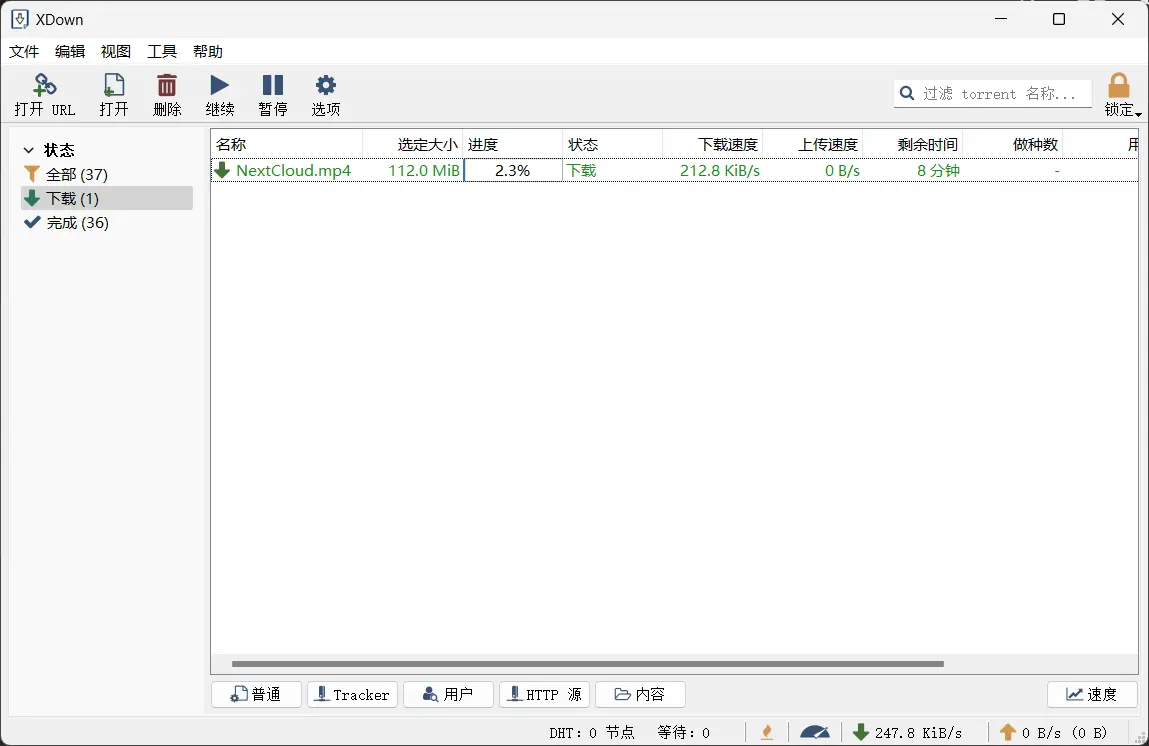 XDown
文件 编辑 视图 工具 帮助
打开 URL 打开 删除 继续 暂停 选项 过滤 torrent 名称... 锁定
状态
全部 (37)
下载 (1)
完成 (36)
名称 选定大小 进度 状态 下载速度 上传速度 剩余时间 做种数
NextCloud.mp4 112.0 MiB 2.3% 下载 212.8 KiB/s 0 B/s 8 分钟 -
普通 Tracker 用户 HTTP 源 内容 速度
DHT: 0 节点 等待: 0 247.8 KiB/s 0 B/s (0 B)